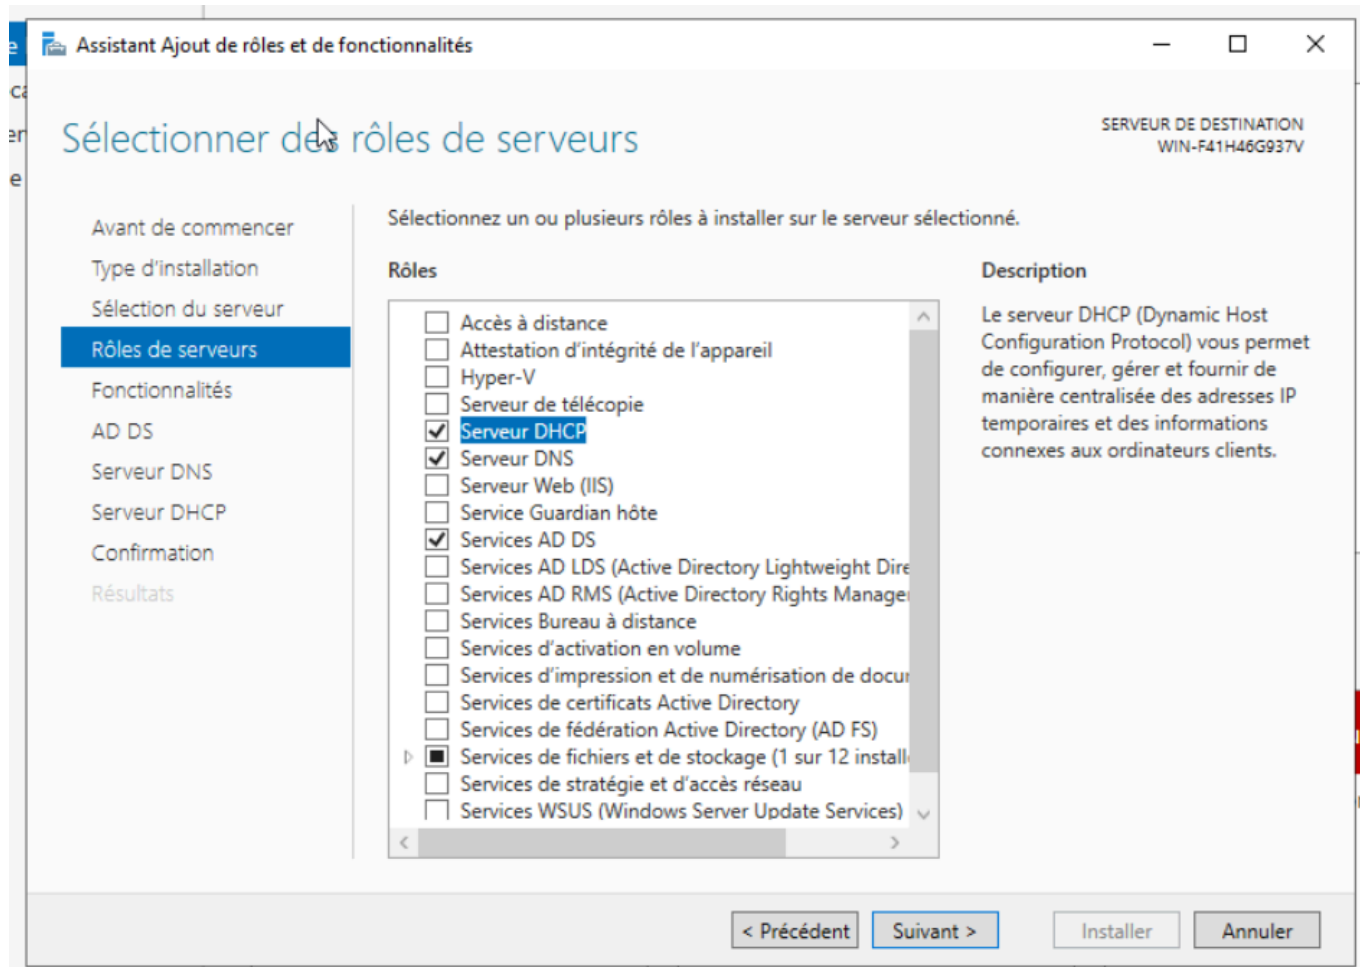 Assistant Ajout de rôles et de fonctionnalités
Sélectionner des rôles de serveurs
SERVEUR DE DESTINATION
WIN-F41H46G937V
Avant de commencer
Type d'installation
Sélection du serveur
Rôles de serveurs
Fonctionnalités
AD DS
Serveur DNS
Serveur DHCP
Confirmation
Résultats
Sélectionnez un ou plusieurs rôles à installer sur le serveur sélectionné.
Rôles
Accès à distance
Attestation d'intégrité de l'appareil
Hyper-V
Serveur de télécopie
Serveur DHCP
Serveur DNS
Serveur Web (IIS)
Service Guardian hôte
Services AD DS
Services AD LDS (Active Directory Lightweight Dire
Services AD RMS (Active Directory Rights Manage
Services Bureau à distance
Services d'activation en volume
Services d'impression et de numérisation de docu
Services de certificats Active Directory
Services de fédération Active Directory (AD FS)
Services de fichiers et de stockage (1 sur 12 install
Services de stratégie et d'accès réseau
Services WSUS (Windows Server Update Services)
Description
Le serveur DHCP (Dynamic Host
Configuration Protocol) vous permet
de configurer, gérer et fournir de
manière centralisée des adresses IP
temporaires et des informations
connexes aux ordinateurs clients.
< Précédent
Suivant >
Installer
Annuler